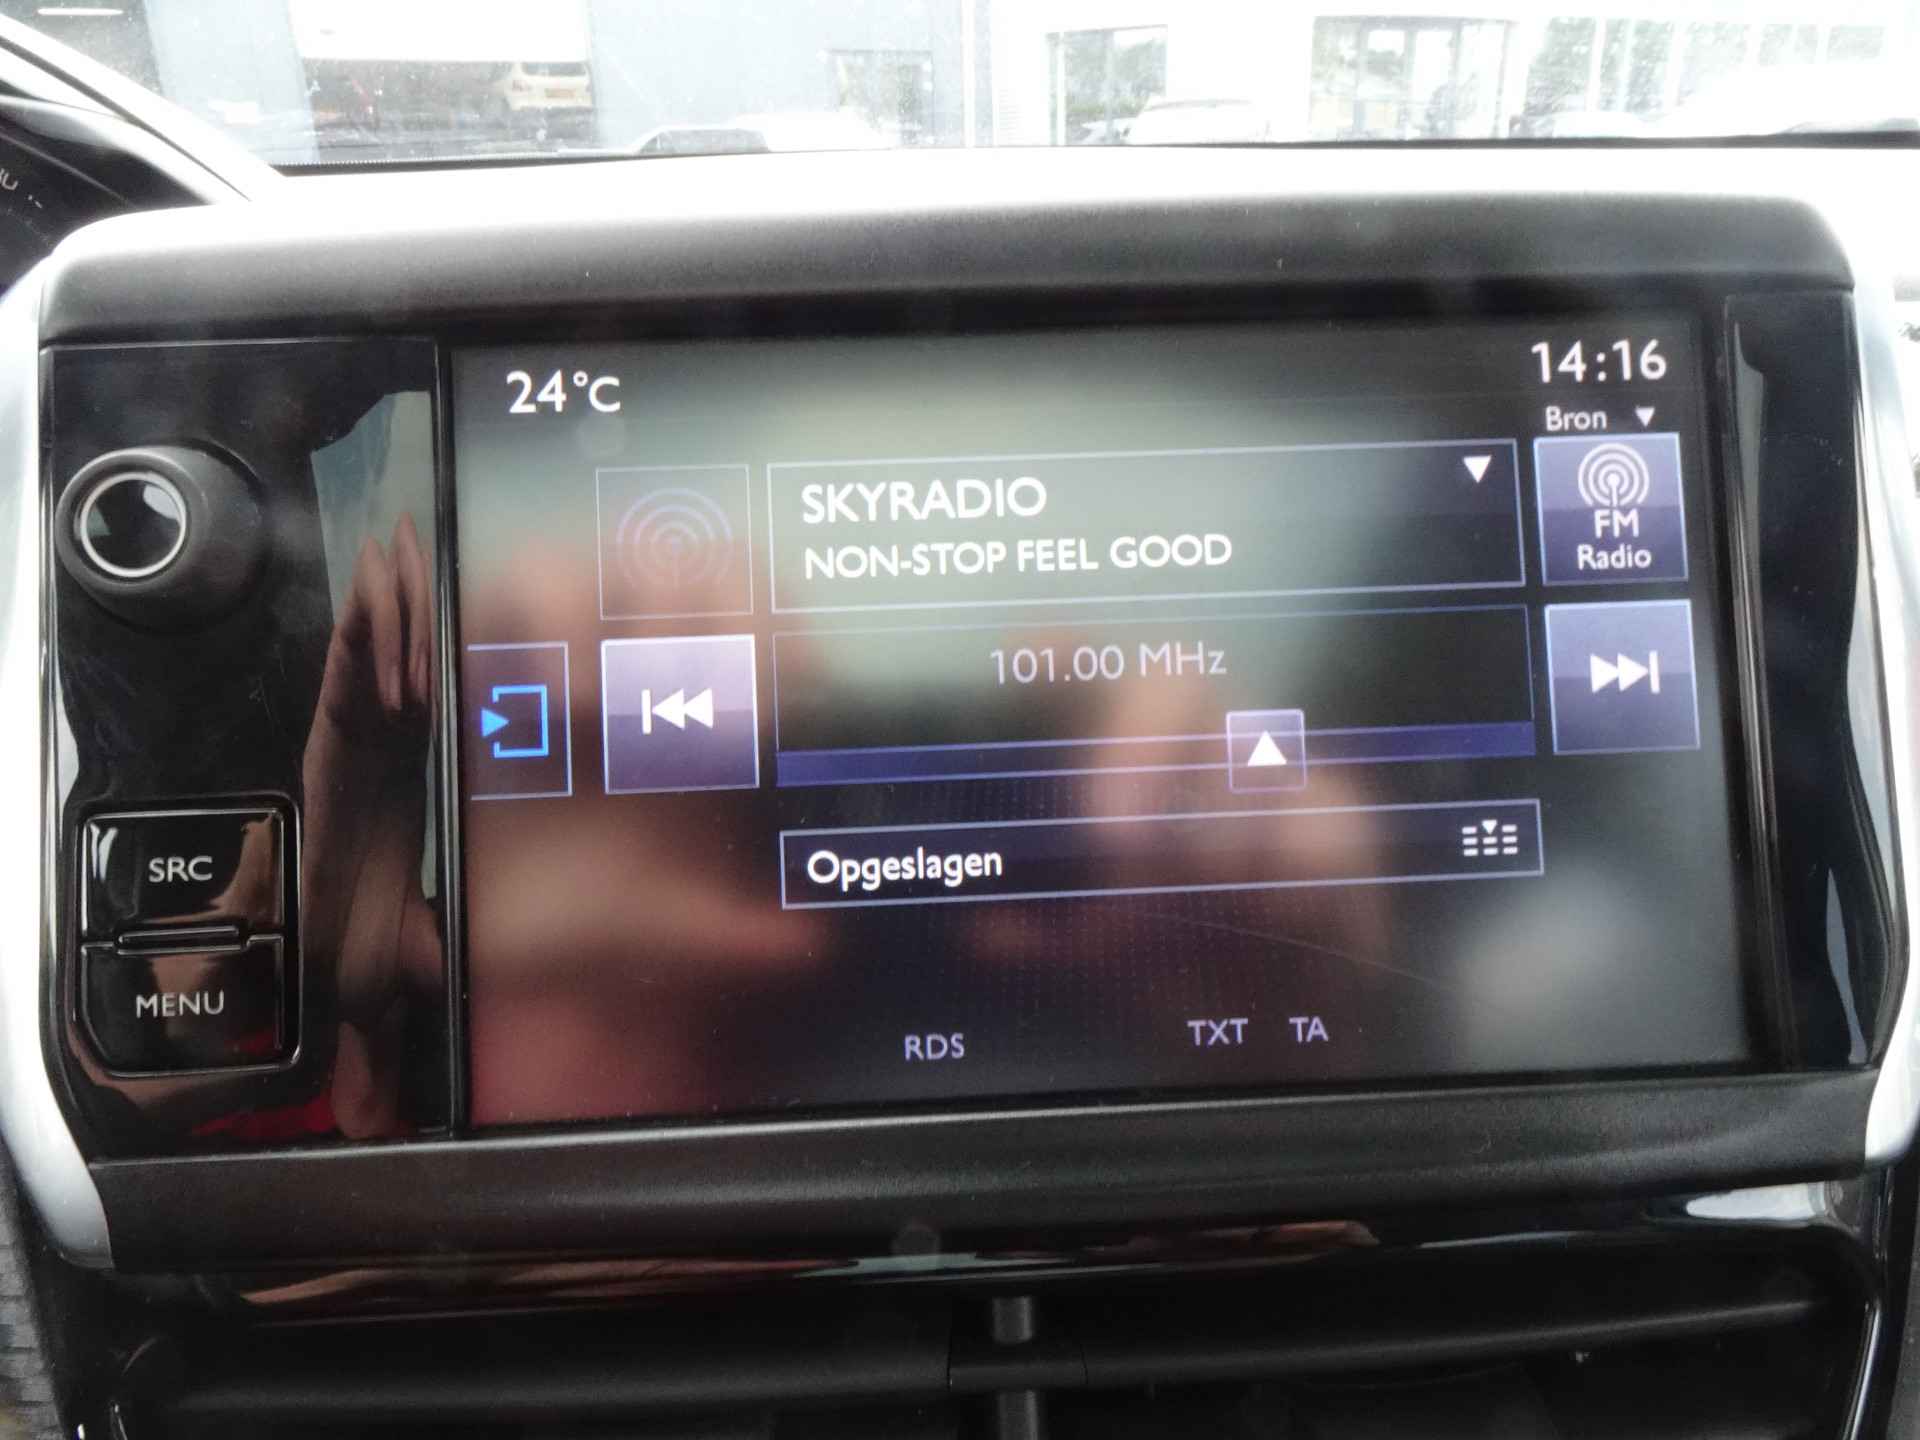 24°C
14:16
Bron
SKYRADIO
NON-STOP FEEL GOOD
FM
Radio
101.00 MHz
SRC
Opgeslagen
MENU
RDS
TXT
TA